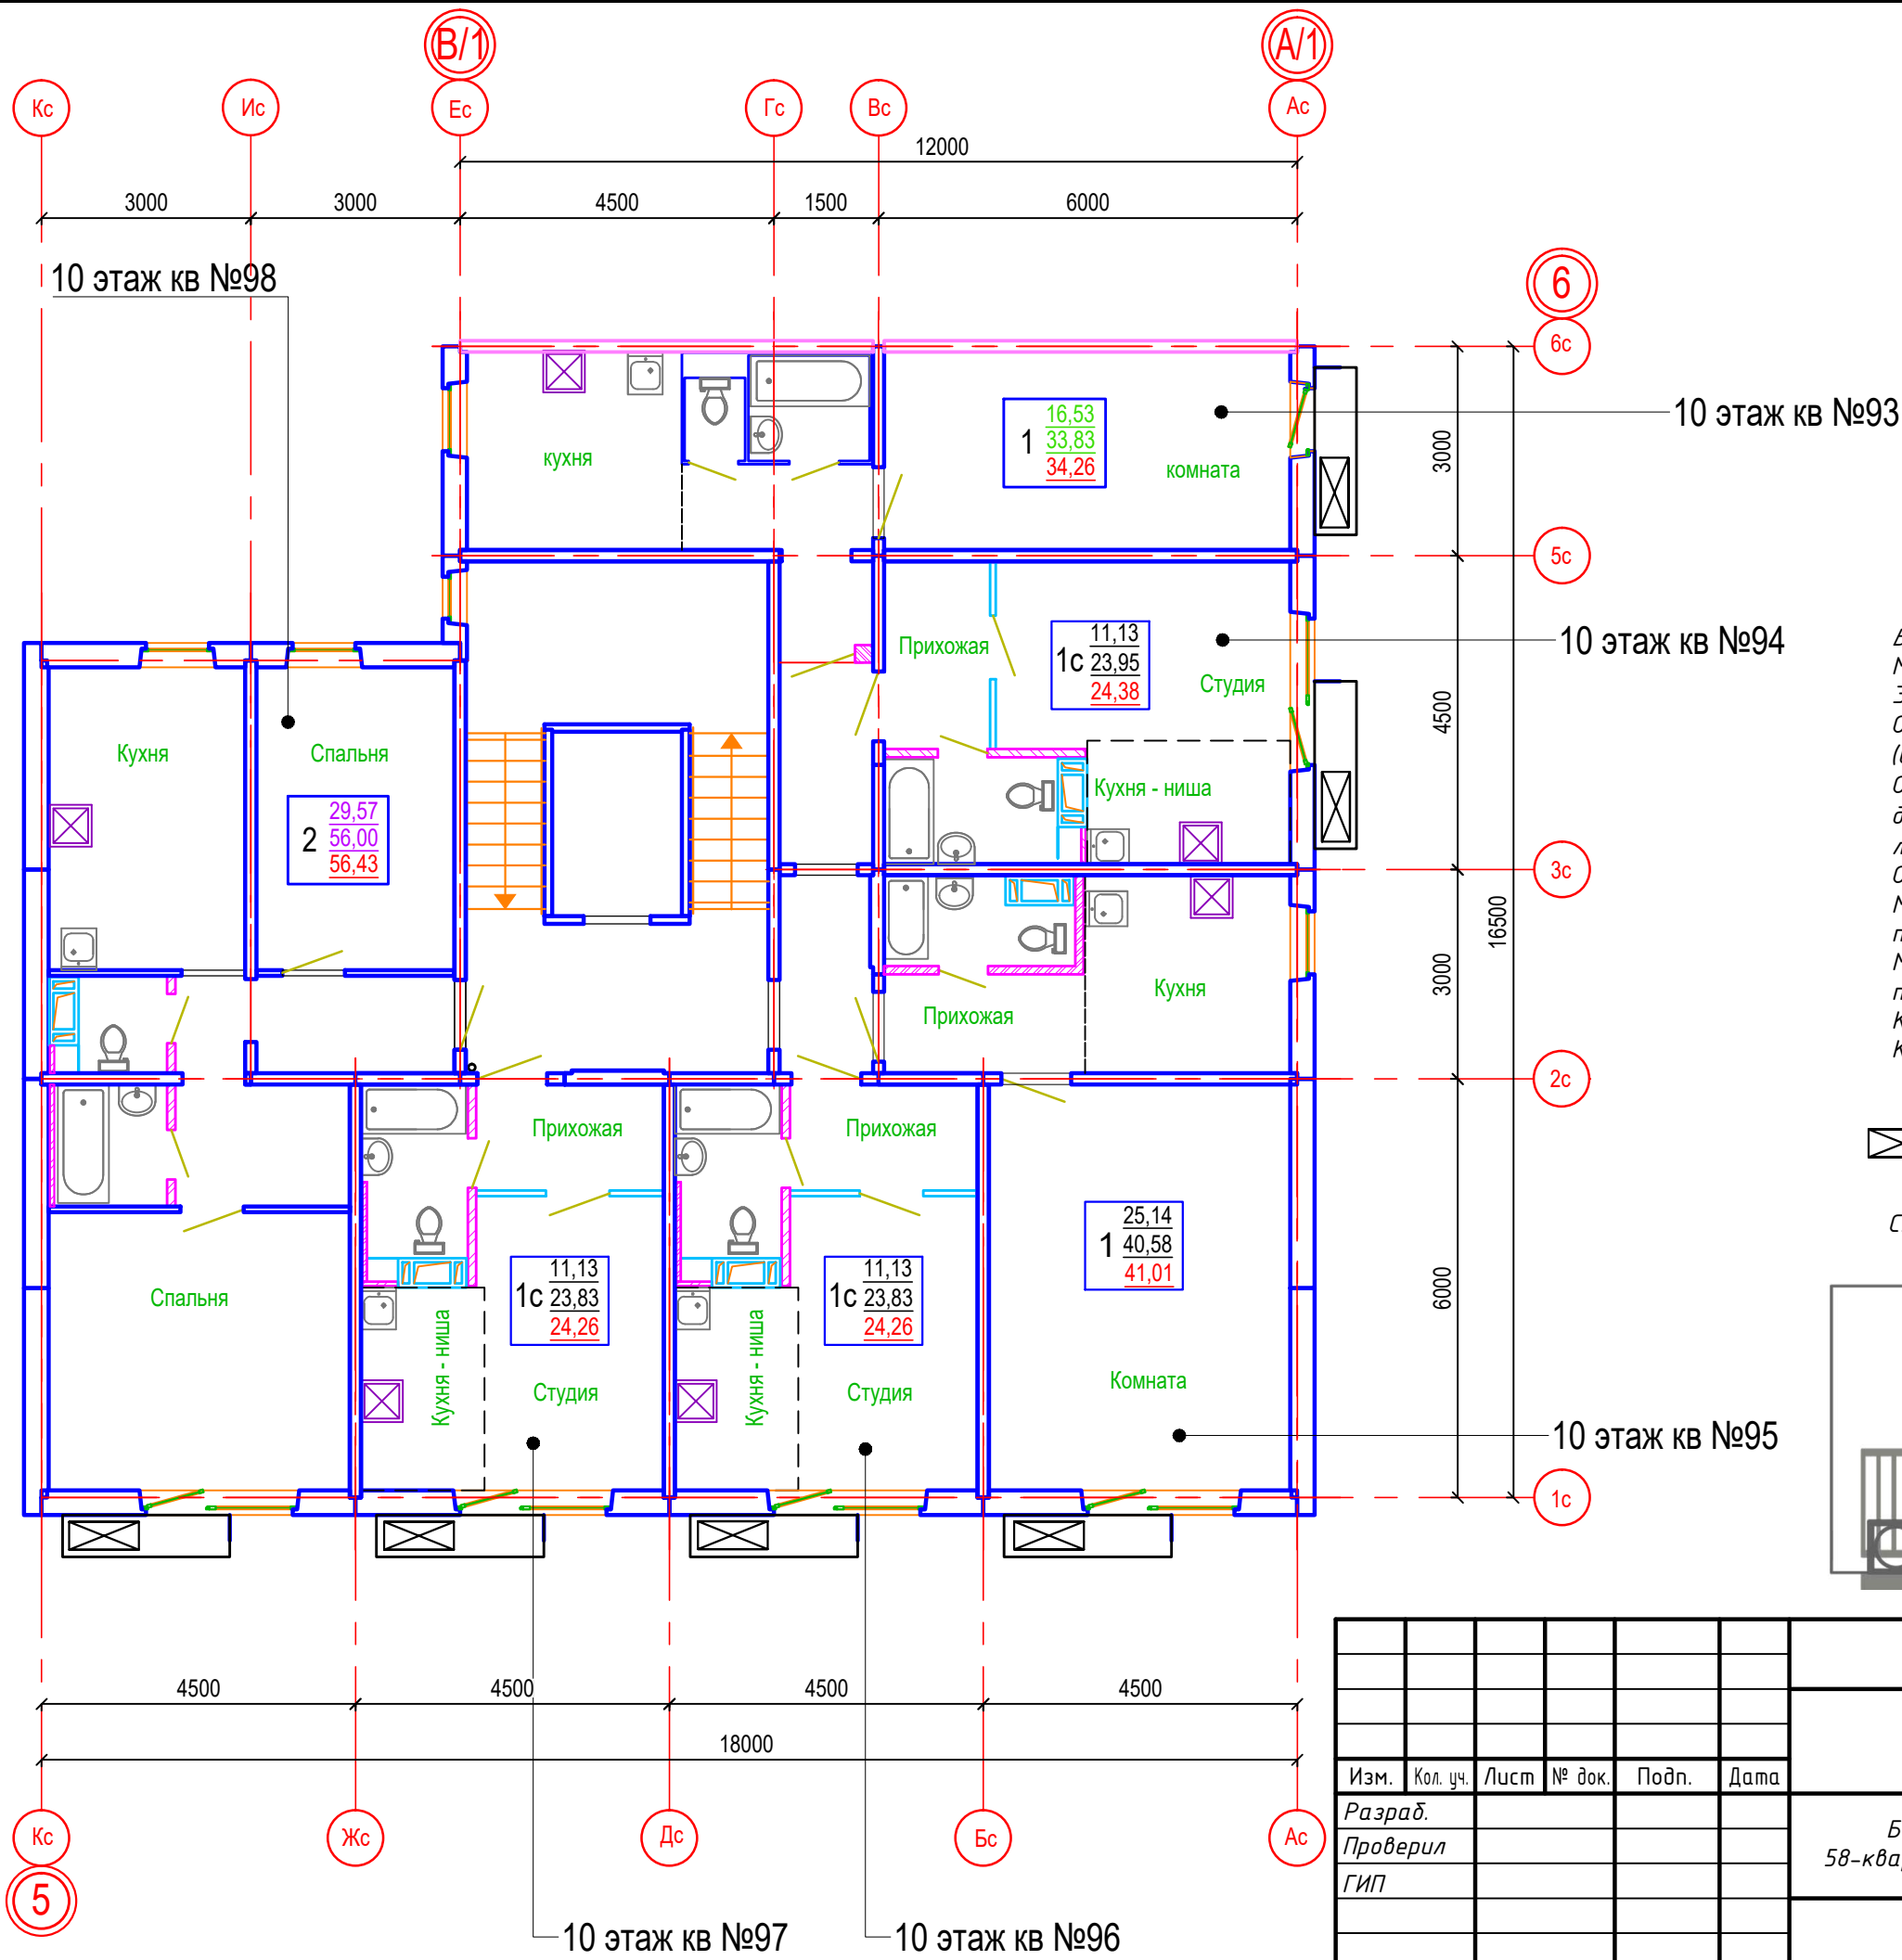 В/1
А/1
Кс
Ис
Ес
Гс
Вс
Ас
12000
3000
3000
4500
1500
6000
10 этаж кв №98
6
6с
10 этаж кв №93
16,53
1
33,83
34,26
кухня
комната
3000
5с
10 этаж кв №94
Прихожая
11,13
1с 23,95
24,38
Студия
4500
Кухня
Спальня
Кухня - ниша
29,57
2 56,00
56,43
3с
16500
3000
Кухня
Прихожая
2с
Прихожая
Прихожая
25,14
1 40,58
41,01
11,13
1с 23,83
24,26
11,13
1с 23,83
24,26
Спальня
6000
Кухня - ниша
Студия
Кухня - ниша
Студия
Комната
10 этаж кв №95
1с
4500
4500
4500
4500
18000
Изм. Кол. уч. Лист № док. Подп. Дата
Разраб.
Проверил
ГИП
Кс
Жс
Дс
Бс
Ас
5
10 этаж кв №97
10 этаж кв №96